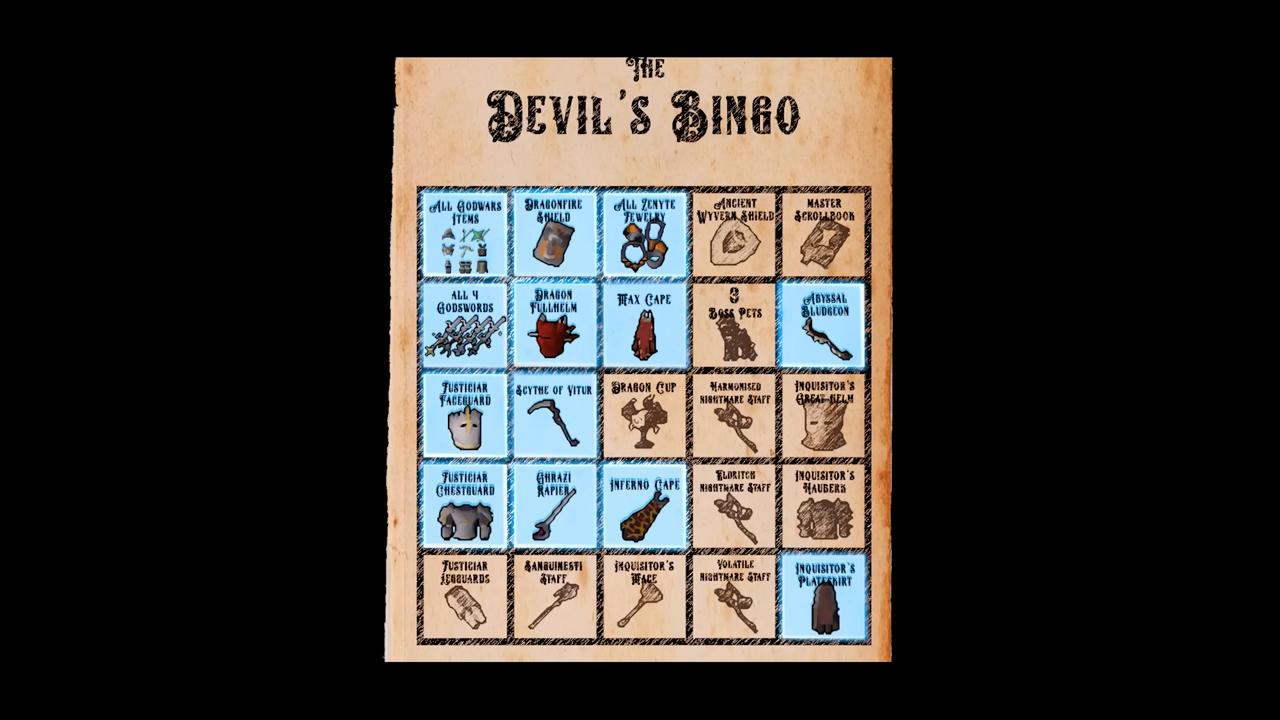 The
Devil's Bingo
All Godwars
Items
Dragonfire
Shield
All Zenyte
Jewelry
Ancient
Wyvern Shield
Master
Scrollbook
All 4
Godswords
Dragon
Fullhelm
Max Cape
8
Boss Pets
Abyssal
Bludgeon
Justiciar
Faceguard
Scythe of Vitur
Dragon Cup
Harmonised
Nightmare Staff
Inquisitor's
Great Helm
Justiciar
Chestguard
Ghrazi
Rapier
Inferno Cape
Eldritch
Nightmare Staff
Inquisitor's
Hauberk
Justiciar
Legguards
Sanguinesti
Staff
Inquisitor's
Mace
Volatile
Nightmare Staff
Inquisitor's
Plateskirt